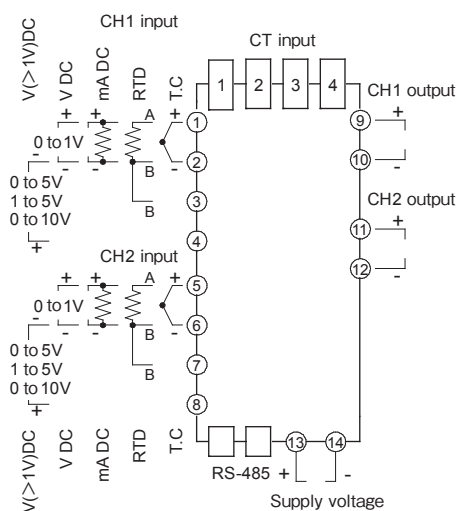 CH1 input
CT input
V(>1V)DC
V DC
mA DC
RTD
T.C
1
2
3
4
CH1 output
+ + A + 1
9 +
0 to 1V
- - - B - 2
10 -
0 to 5V
1 to 5V
0 to 10V
+
B
3
CH2 output
11 +
4
12 -
CH2 input
+ + A + 5
0 to 1V
- - - B - 6
0 to 5V
1 to 5V
0 to 10V
+
B
7
8
V(>1V)DC
V DC
mA DC
RTD
T.C
13
14
RS-485
+ -
Supply voltage